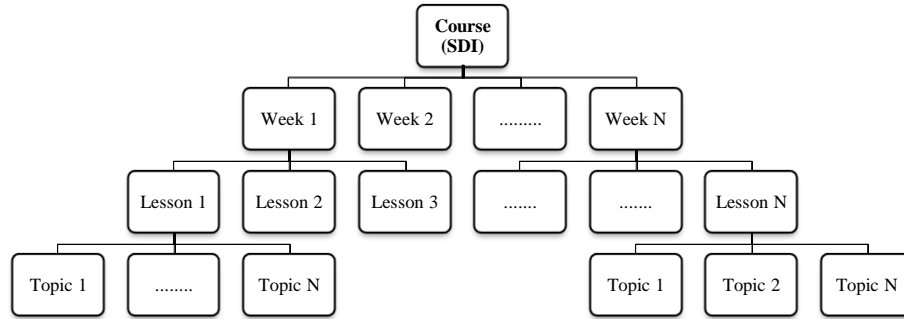 Course
(SDI)
Week 1
Week 2
.........
Week N
Lesson 1
Lesson 2
Lesson 3
.......
.......
Lesson N
Topic 1
........
Topic N
Topic 1
Topic 2
Topic N